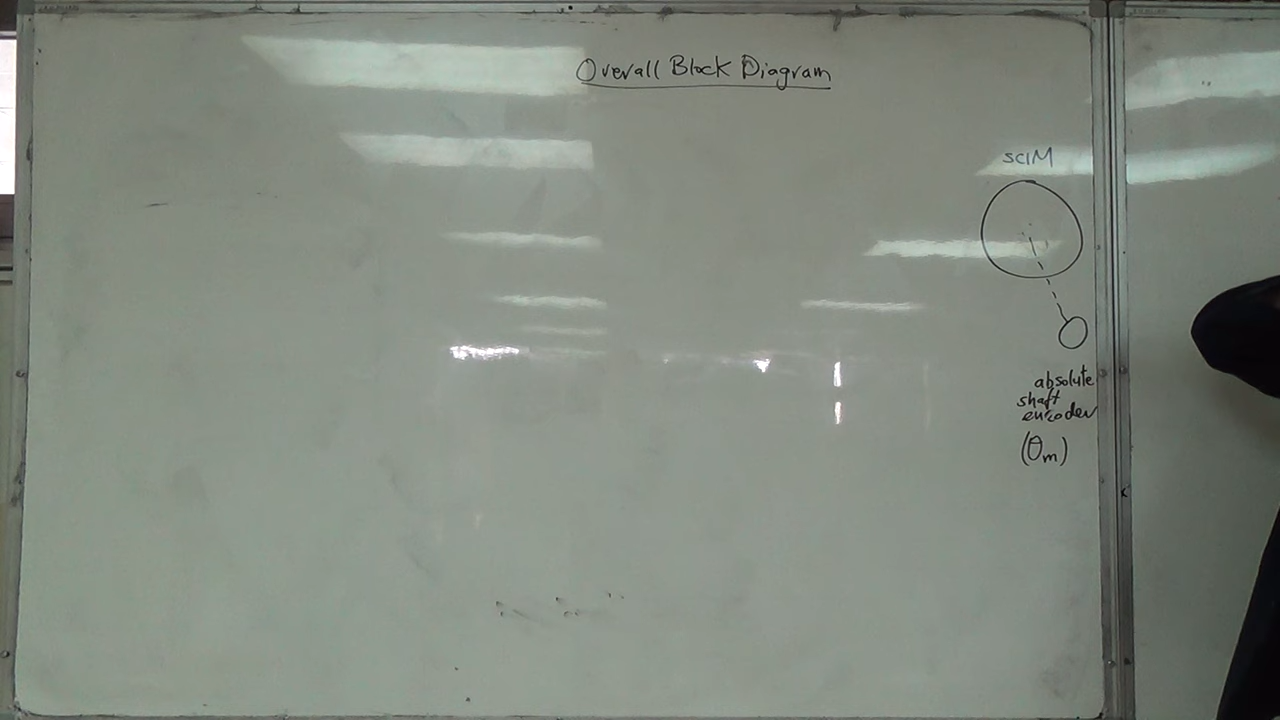 Overall Block Diagram
SCIM
absolute
shaft
encoder
(θm)